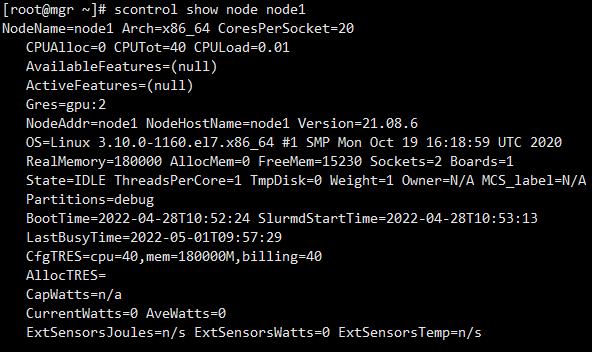 [root@mgr ~]# scontrol show node node1
NodeName=node1 Arch=x86_64 CoresPerSocket=20
CPUAlloc=0 CPUTot=40 CPULoad=0.01
AvailableFeatures=(null)
ActiveFeatures=(null)
Gres=gpu:2
NodeAddr=node1 NodeHostName=node1 Version=21.08.6
OS=Linux 3.10.0-1160.el7.x86_64 #1 SMP Mon Oct 19 16:18:59 UTC 2020
RealMemory=180000 AllocMem=0 FreeMem=15230 Sockets=2 Boards=1
State=IDLE ThreadsPerCore=1 TmpDisk=0 Weight=1 Owner=N/A MCS_label=N/A
Partitions=debug
BootTime=2022-04-28T10:52:24 SlurmdStartTime=2022-04-28T10:53:13
LastBusyTime=2022-05-01T09:57:29
CfgTRES=cpu=40,mem=180000M,billing=40
AllocTRES=
CapWatts=n/a
CurrentWatts=0 AveWatts=0
ExtSensorsJoules=n/s ExtSensorsWatts=0 ExtSensorsTemp=n/s